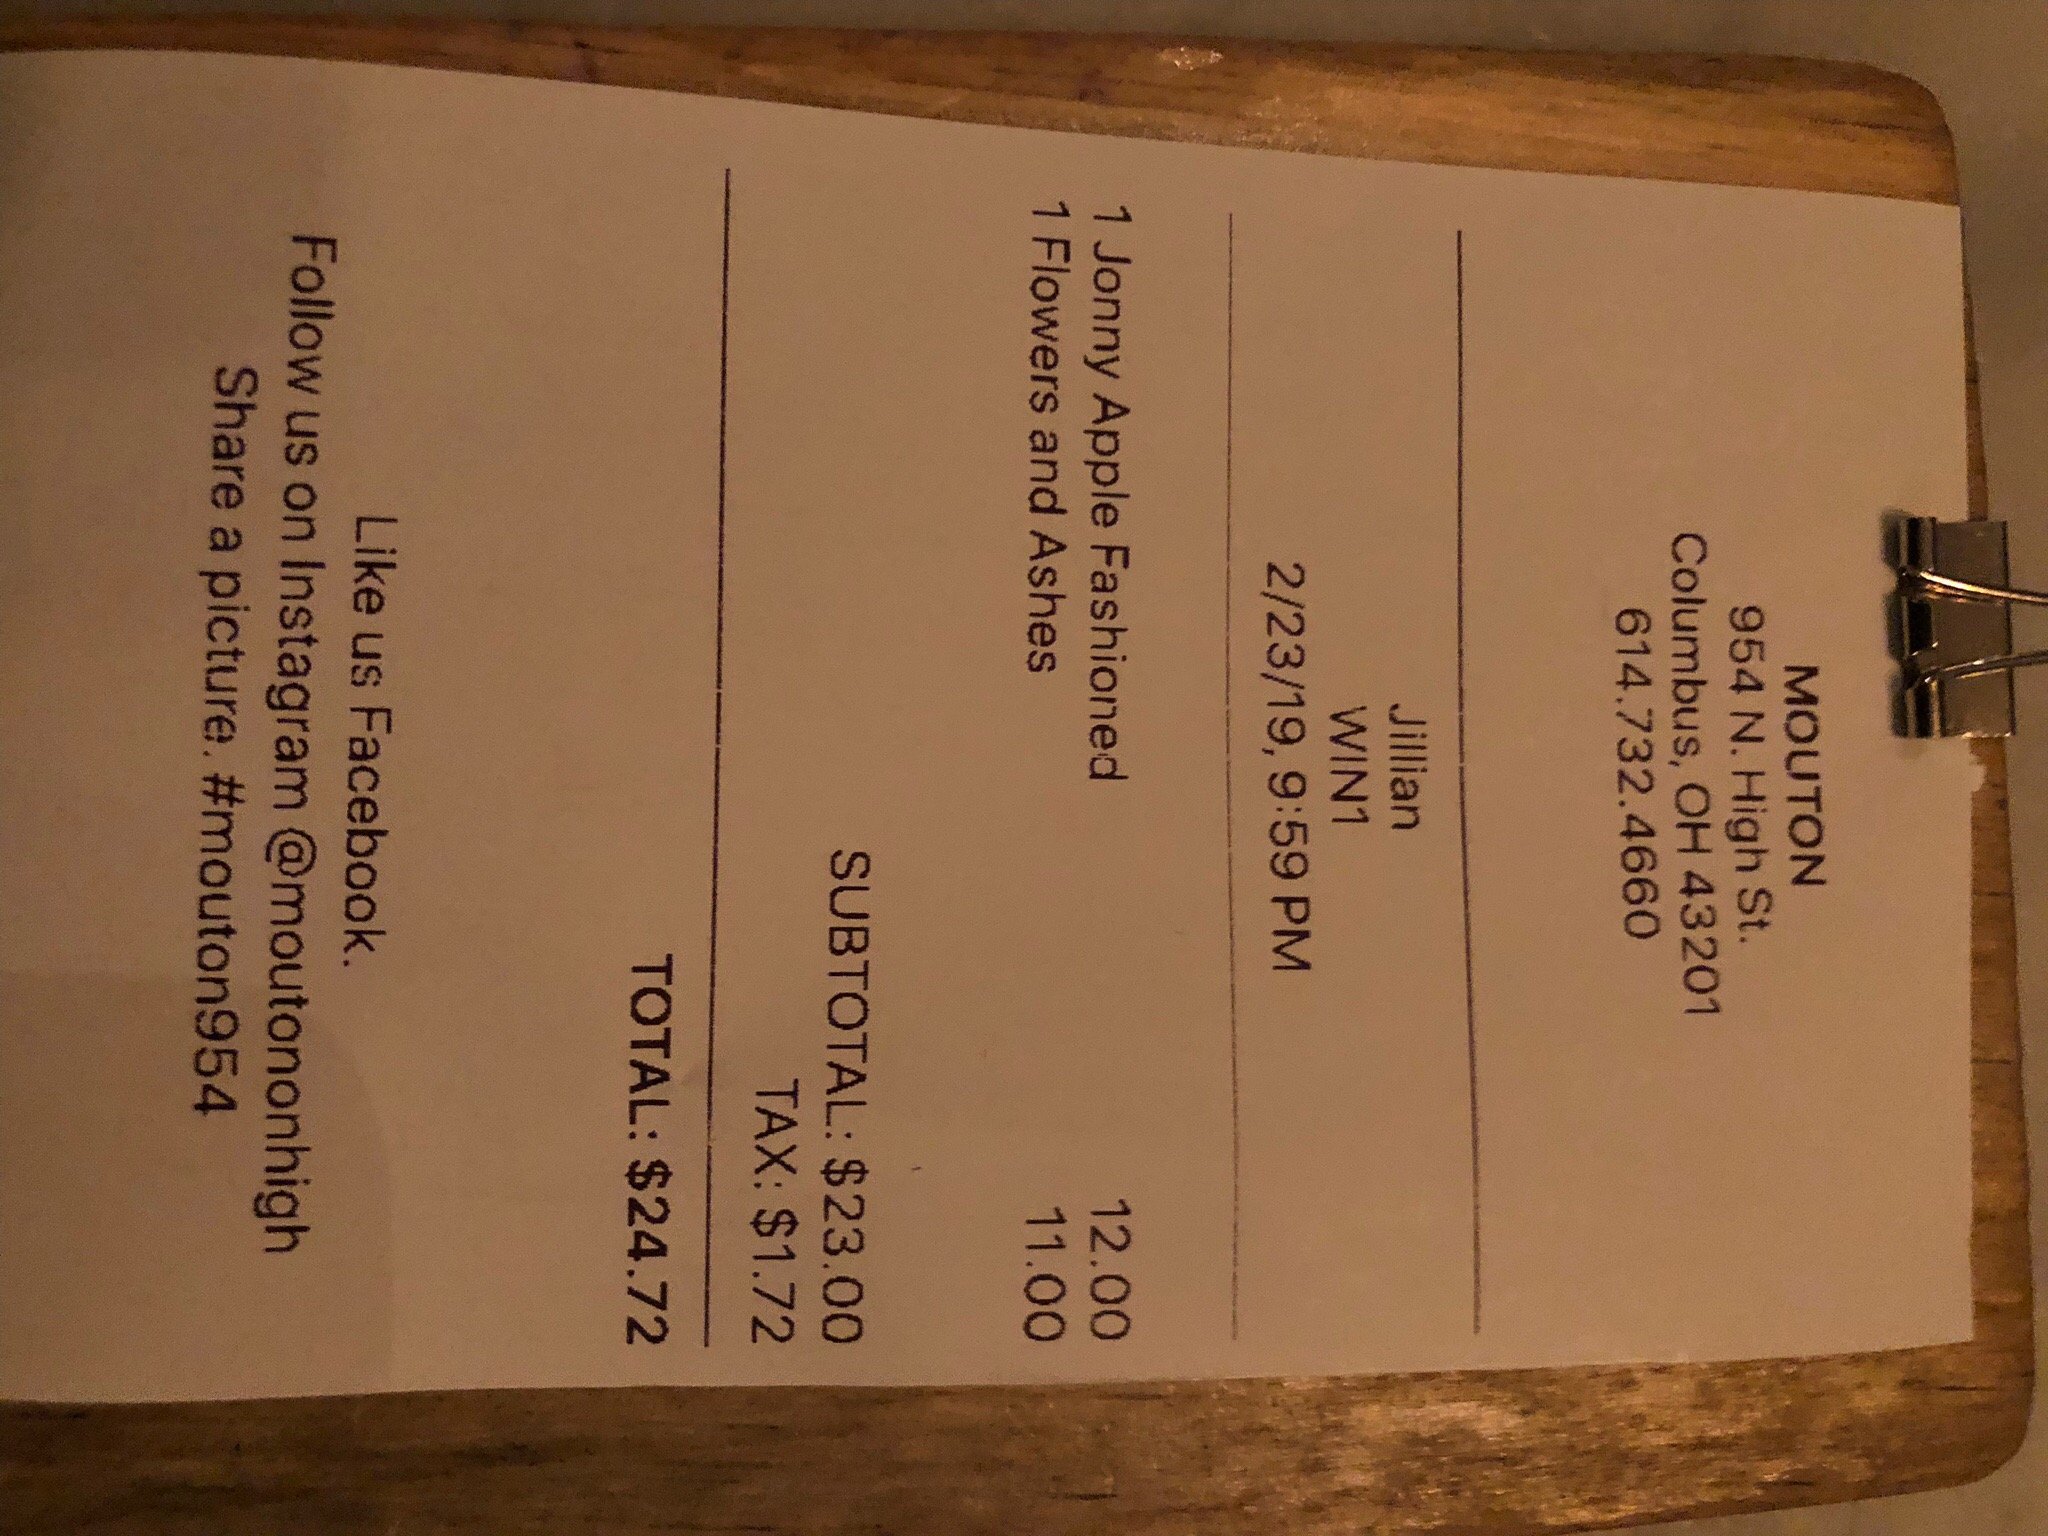 MOUTON
954 N. High St.
Columbus, OH 43201
614.732.4660
Jillian
WIN1
2/23/19, 9:59 PM
1 Jonny Apple Fashioned 12.00
1 Flowers and Ashes 11.00
SUBTOTAL: $23.00
TAX: $1.72
TOTAL: $24.72
Like us Facebook.
Follow us on Instagram @moutononhigh
Share a picture. #mouton954